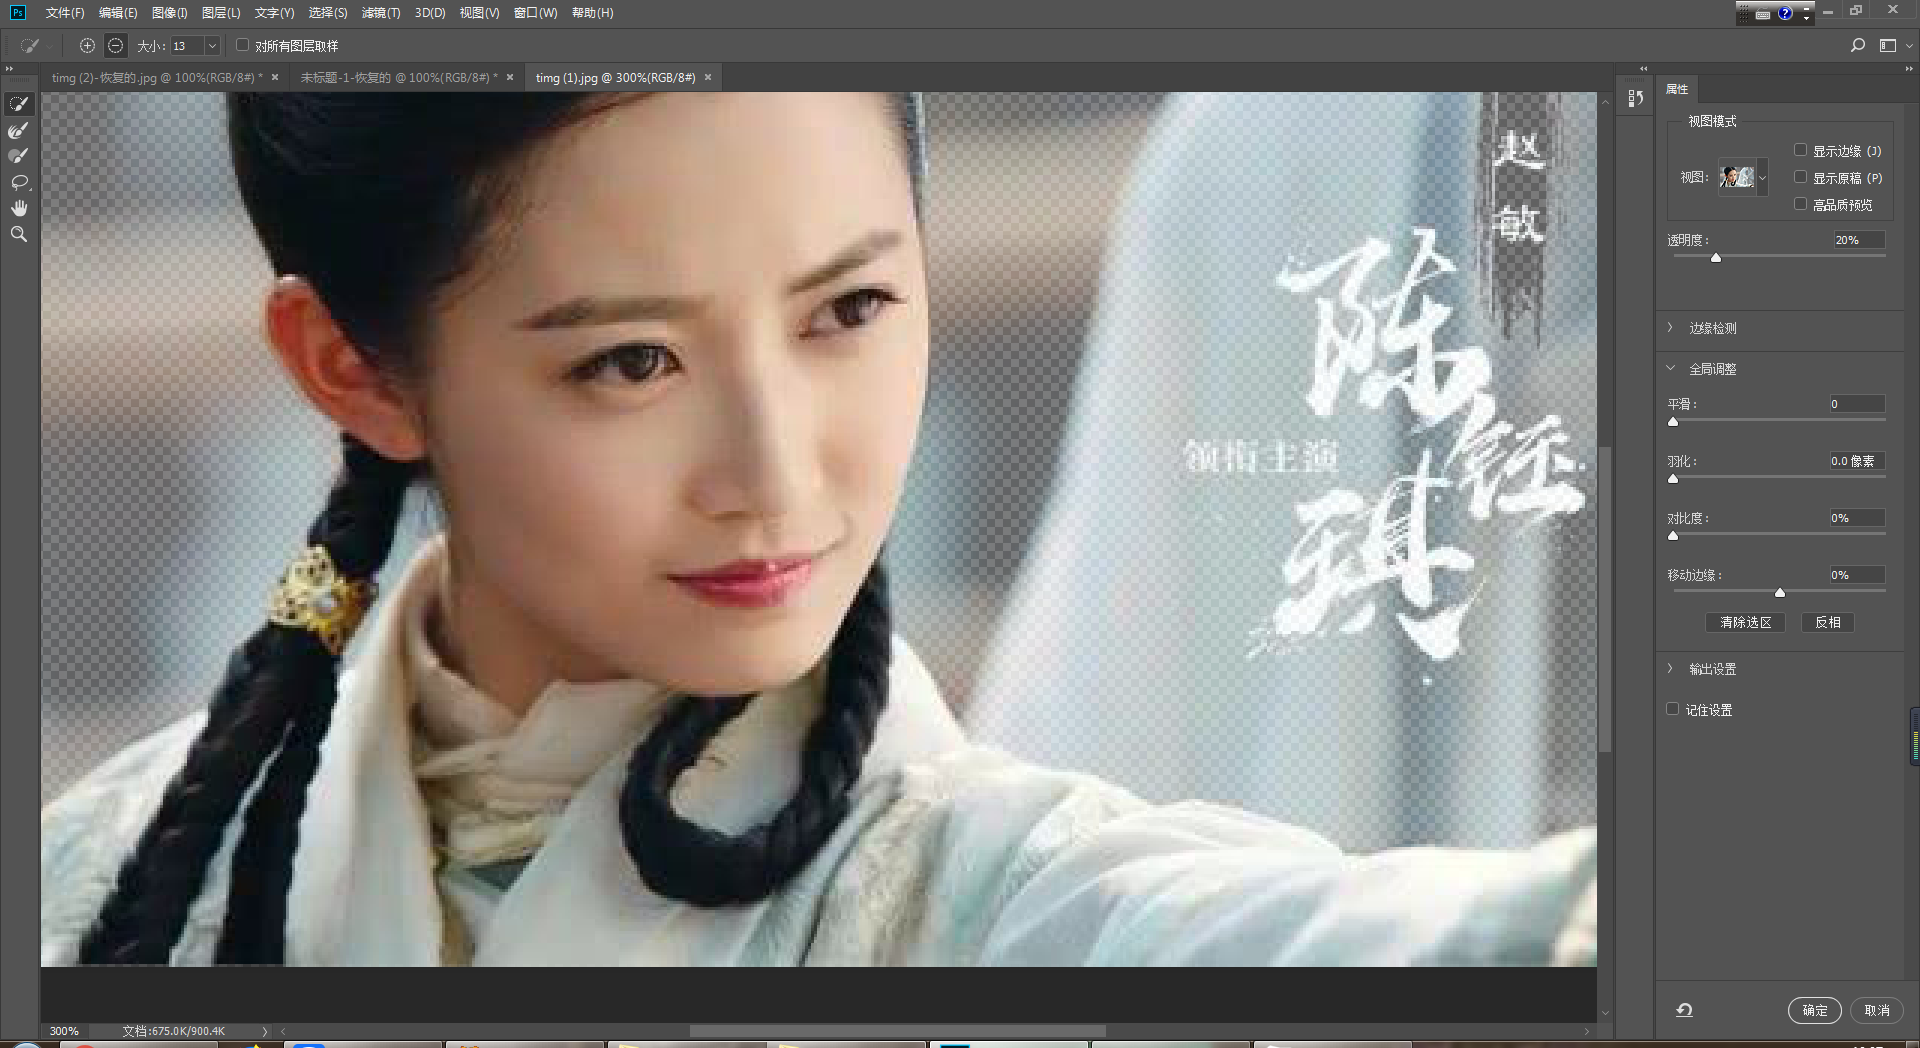 Ps 文件(F) 编辑(E) 图像(I) 图层(L) 文字(Y) 选择(S) 滤镜(T) 3D(D) 视图(V) 窗口(W) 帮助(H)
大小: 13 对所有图层取样
timg (2)-恢复的.jpg @ 100%(RGB/8#) * × 未标题-1-恢复的 @ 100%(RGB/8#) * × timg (1).jpg @ 300%(RGB/8#) ×
属性
视图模式
视图:
显示边缘 (J)
显示原稿 (P)
高品质预览
透明度: 20%
边缘检测
全局调整
平滑: 0
羽化: 0.0 像素
对比度: 0%
移动边缘: 0%
清除选区 反相
输出设置
记住设置
确定 取消
赵敏
陈钰琪
领衔主演
300% 文档:675.0K/900.4K